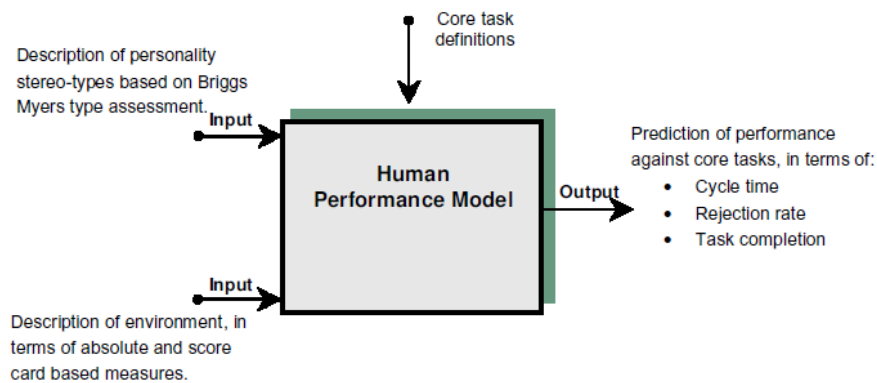 Core task
definitions
Description of personality
stereo-types based on Briggs
Myers type assessment.
Input
Human
Performance Model
Output
Prediction of performance
against core tasks, in terms of:
• Cycle time
• Rejection rate
• Task completion
Input
Description of environment, in
terms of absolute and score
card based measures.